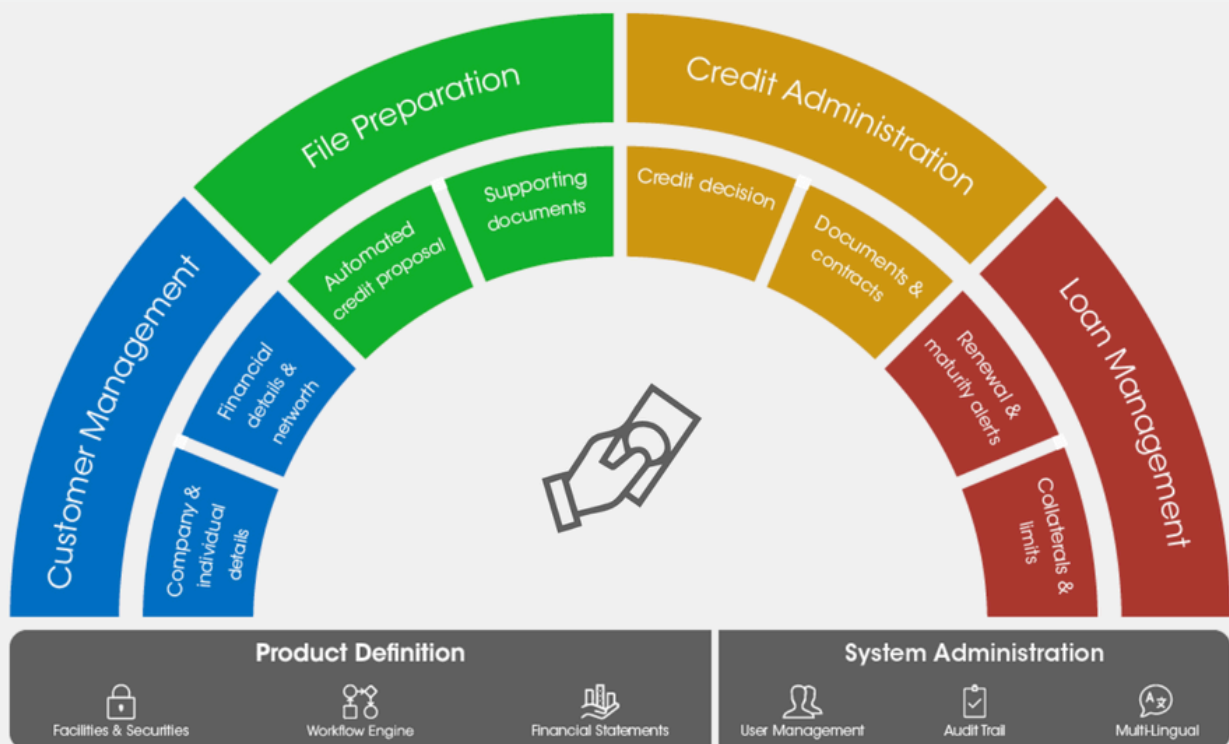 Customer Management
File Preparation
Credit Administration
Loan Management
Company &
individual
details
Financial
details &
networth
Automated
credit proposal
Supporting
documents
Credit decision
Documents &
contracts
Renewal &
maturity alerts
Collaterals &
limits
Product Definition
Facilities & Securities
Workflow Engine
Financial Statements
System Administration
User Management
Audit Trail
A
文
Multi-Lingual